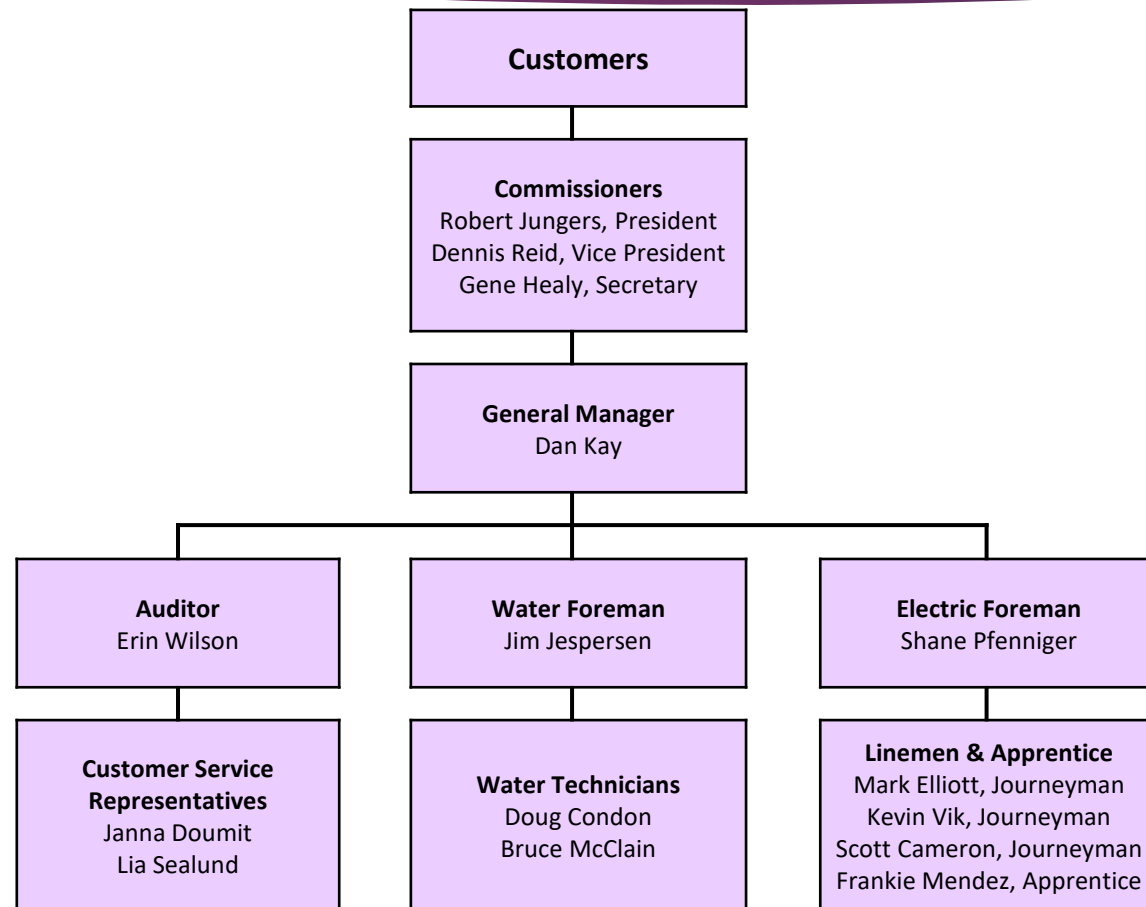 Customers
Commissioners
Robert Jungers, President
Dennis Reid, Vice President
Gene Healy, Secretary
General Manager
Dan Kay
Auditor
Erin Wilson
Water Foreman
Jim Jespersen
Electric Foreman
Shane Pfenniger
Customer Service
Representatives
Janna Doumit
Lia Sealund
Water Technicians
Doug Condon
Bruce McClain
Linemen & Apprentice
Mark Elliott, Journeyman
Kevin Vik, Journeyman
Scott Cameron, Journeyman
Frankie Mendez, Apprentice